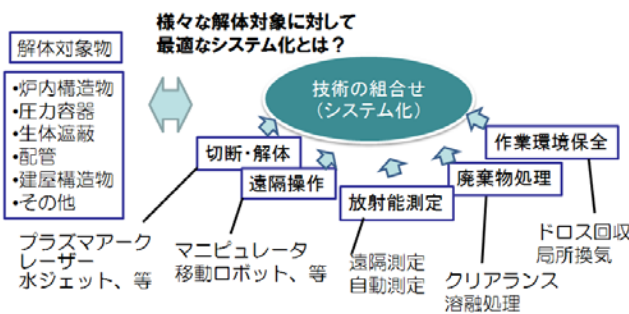 様々な解体対象に対して
最適なシステム化とは？
解体対象物
•炉内構造物
•圧力容器
•生体遮蔽
•配管
•建屋構造物
•その他
技術の組合せ
（システム化）
切断・解体
遠隔操作
放射能測定
廃棄物処理
作業環境保全
プラズマアーク
レーザー
水ジェット、等
マニピュレータ
移動ロボット、等
遠隔測定
自動測定
クリアランス
溶融処理
ドロス回収
局所換気